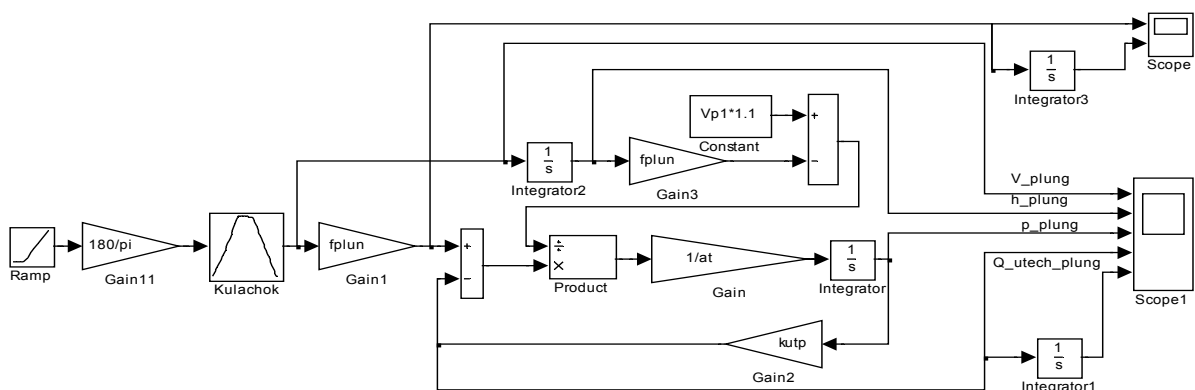 1
s
Integrator3
Scope
Vp1*1.1
Constant
+
−
1
s
Integrator2
fplun
Gain3
V_plung
h_plung
p_plung
Q_utech_plung
Scope1
Ramp
180/pi
Gain11
Kulachok
fplun
Gain1
+
−
÷
×
Product
1/at
Gain
1
s
Integrator
kutp
Gain2
1
s
Integrator1